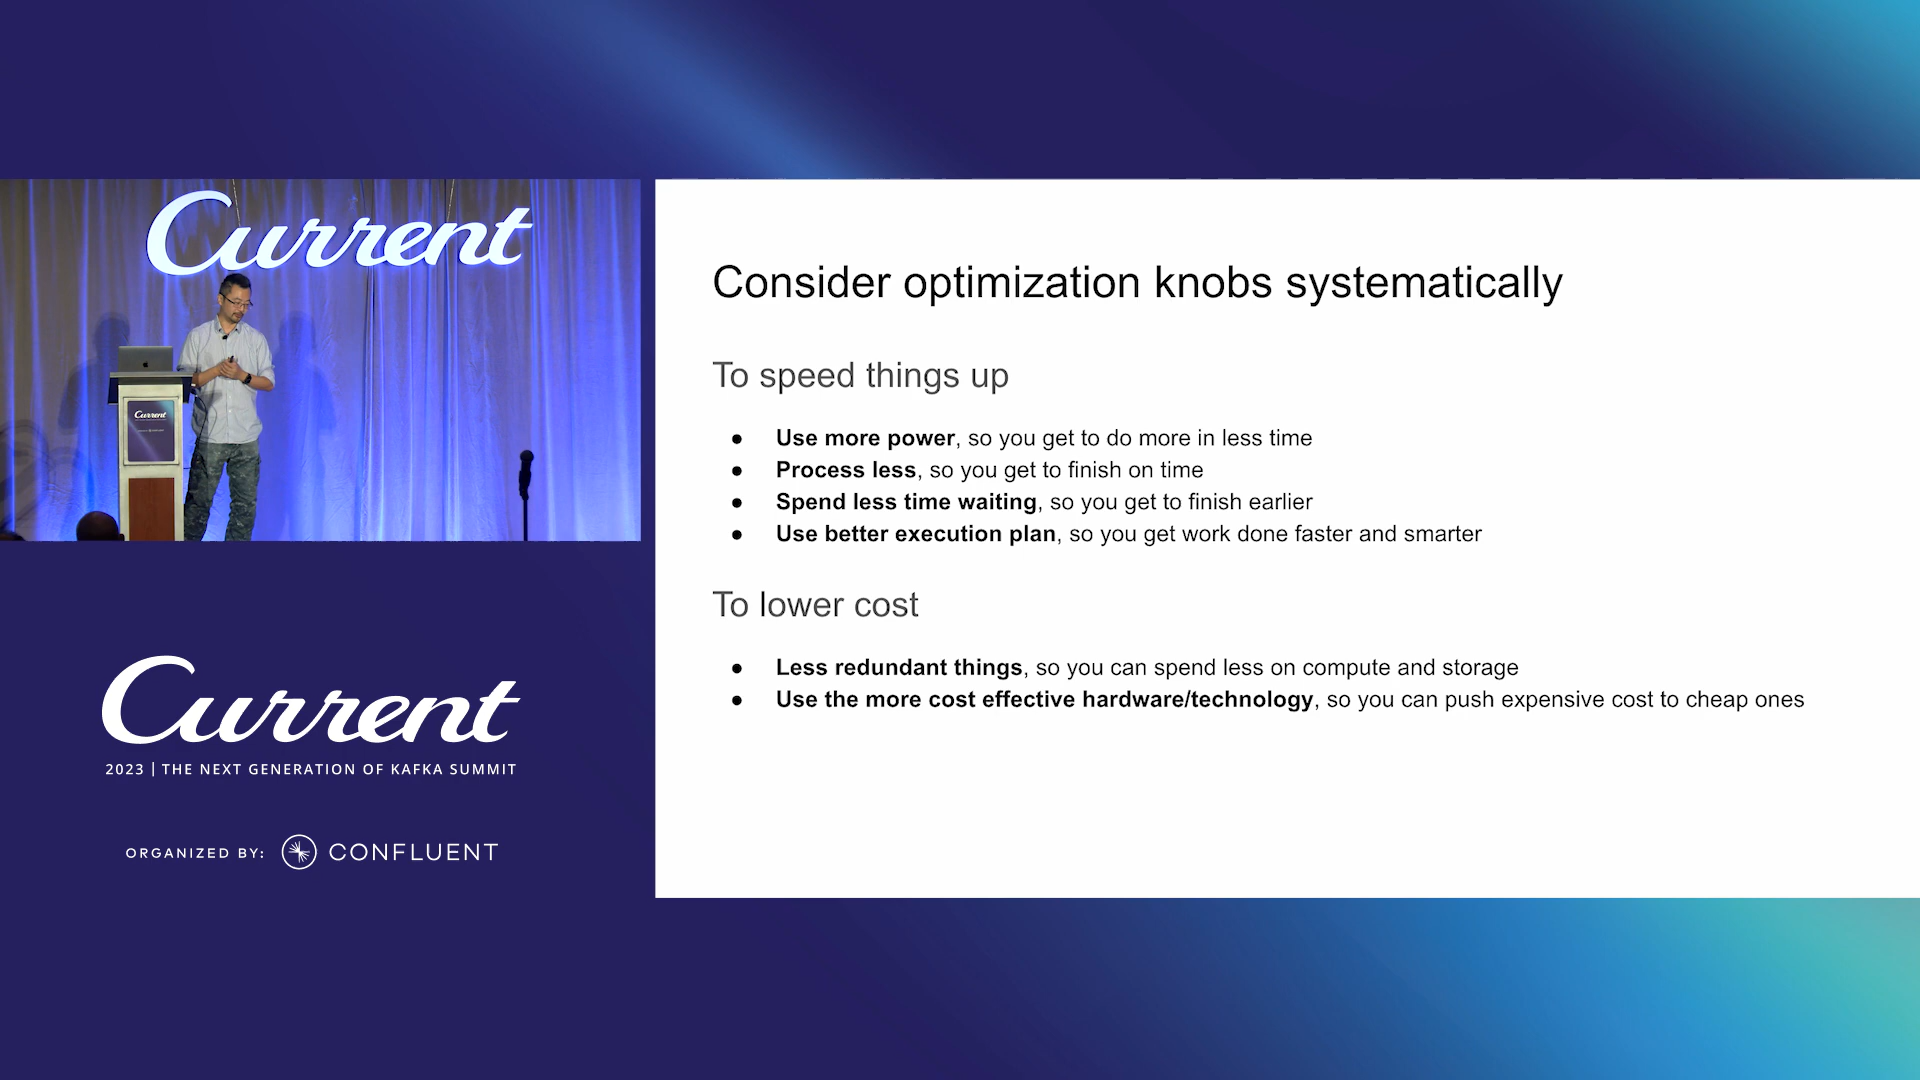 Current
Current
Current
2023 | THE NEXT GENERATION OF KAFKA SUMMIT
ORGANIZED BY: CONFLUENT
Consider optimization knobs systematically
To speed things up
● Use more power, so you get to do more in less time
● Process less, so you get to finish on time
● Spend less time waiting, so you get to finish earlier
● Use better execution plan, so you get work done faster and smarter
To lower cost
● Less redundant things, so you can spend less on compute and storage
● Use the more cost effective hardware/technology, so you can push expensive cost to cheap ones